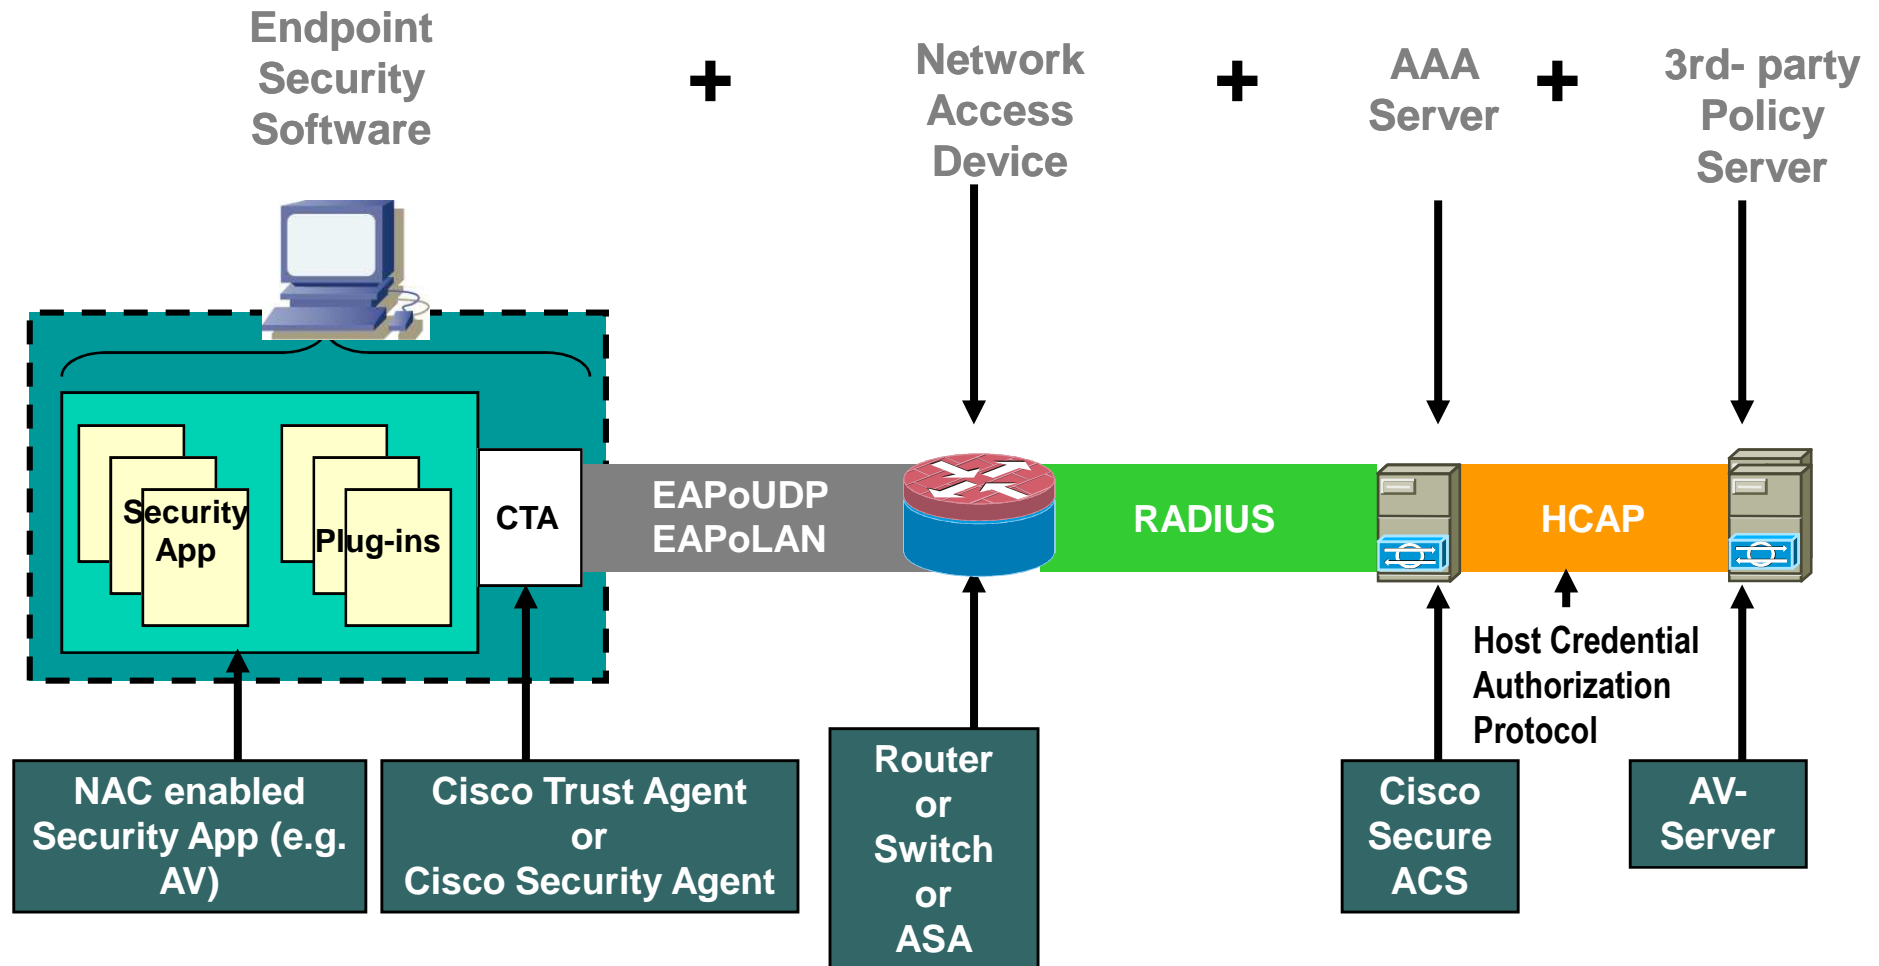 Endpoint
Security
Software
+
Network
Access
Device
+
AAA
Server
+
3rd- party
Policy
Server
Security
App
Plug-ins
CTA
EAPoUDP
EAPoLAN
RADIUS
HCAP
Host Credential
Authorization
Protocol
NAC enabled
Security App (e.g.
AV)
Cisco Trust Agent
or
Cisco Security Agent
Router
or
Switch
or
ASA
Cisco
Secure
ACS
AV-
Server